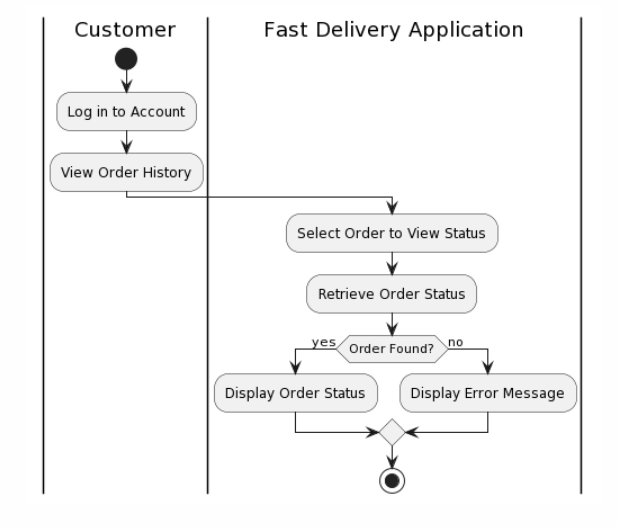 Customer
Fast Delivery Application
Log in to Account
View Order History
Select Order to View Status
Retrieve Order Status
yes
Order Found?
no
Display Order Status
Display Error Message